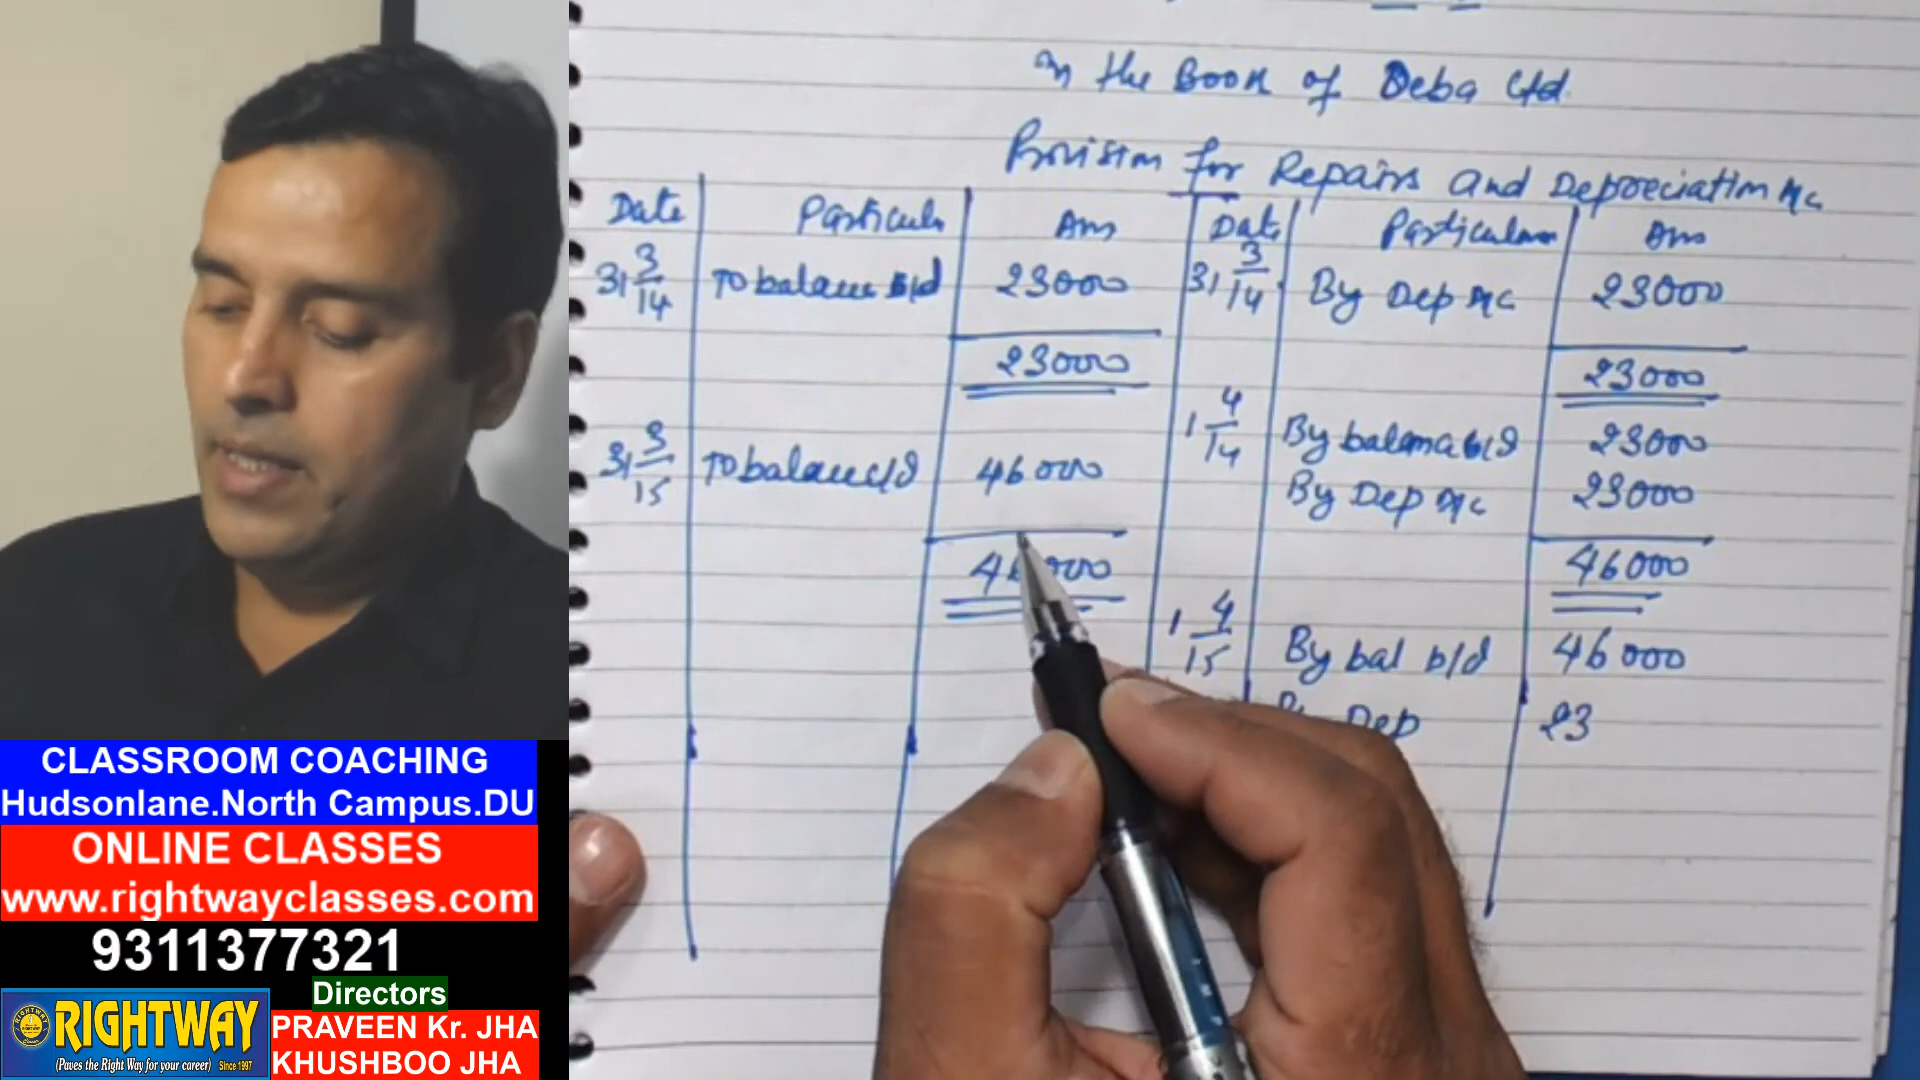 In the Book of Deba Ltd.
Provision for Repairs and Depreciation A/c
Date Particulars Am Date Particulars Am
31 3/14 To balance c/d 23000 31 3/14 By Dep A/c 23000
23000 23000
1 4/14 By balance b/d 23000
31 3/15 To balance c/d 46000 By Dep A/c 23000
46000 46000
1 4/15 By bal b/d 46000
By Dep 23
CLASSROOM COACHING
Hudsonlane.North Campus.DU
ONLINE CLASSES
www.rightwayclasses.com
9311377321
Directors
RIGHTWAY
(Paves the Right Way for your career) Since 1997
PRAVEEN Kr. JHA
KHUSHBOO JHA